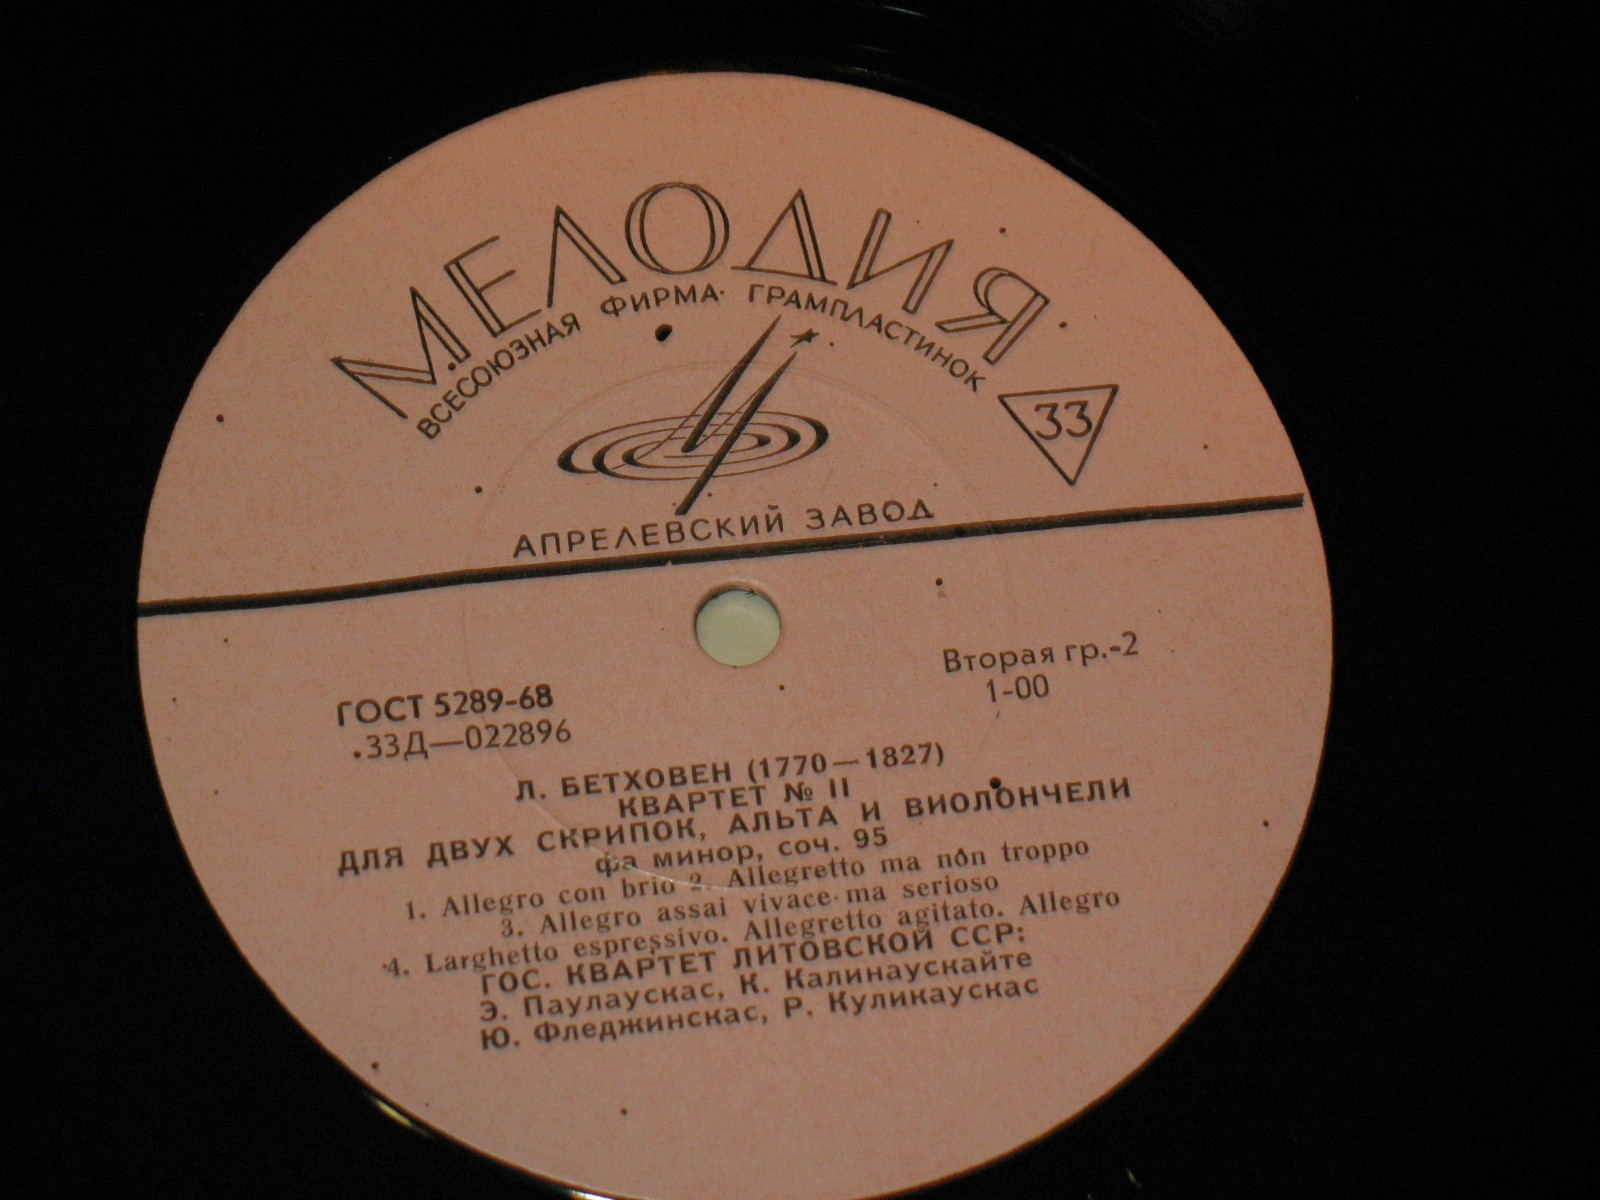 МЕЛОДИЯ
ВСЕСОЮЗНАЯ ФИРМА ГРАМПЛАСТИНОК
33
АПРЕЛЕВСКИЙ ЗАВОД
ГОСТ 5289-68
33Д—022896
Вторая гр.-2
1-00
Л. БЕТХОВЕН (1770—1827)
КВАРТЕТ № 11
ДЛЯ ДВУХ СКРИПОК, АЛЬТА И ВИОЛОНЧЕЛИ
фа минор, соч. 95
1. Allegro con brio 2. Allegretto ma non troppo
3. Allegro assai vivace ma serioso
4. Larghetto espressivo. Allegretto agitato. Allegro
ГОС. КВАРТЕТ ЛИТОВСКОЙ ССР:
Э. Паулаускас, К. Калинаускайте
Ю. Фледжинскас, Р. Куликаускас